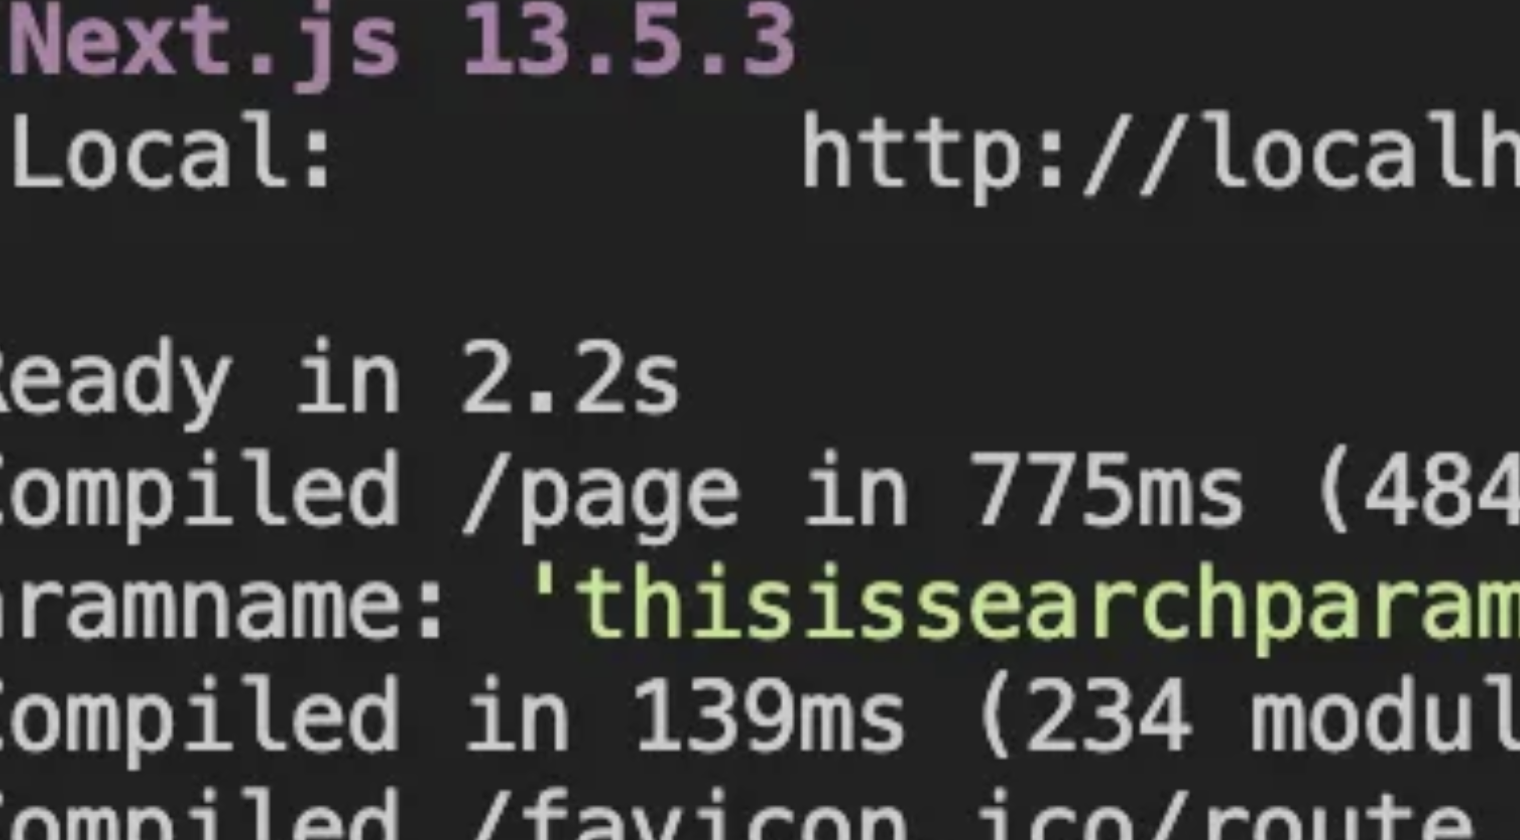 Next.js 13.5.3
Local: http://localh
Ready in 2.2s
Compiled /page in 775ms (484
aramname: 'thisissearchparam
Compiled in 139ms (234 modul
Compiled /favicon.ico/route